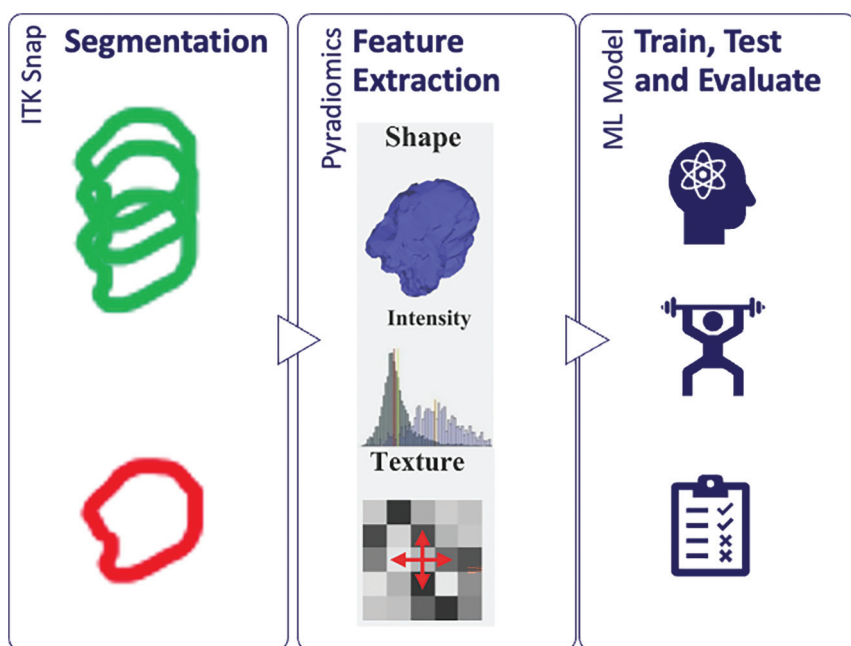 ITK Snap
Segmentation
Pyradiomics
Feature
Extraction
Shape
Intensity
Texture
ML Model
Train, Test
and Evaluate